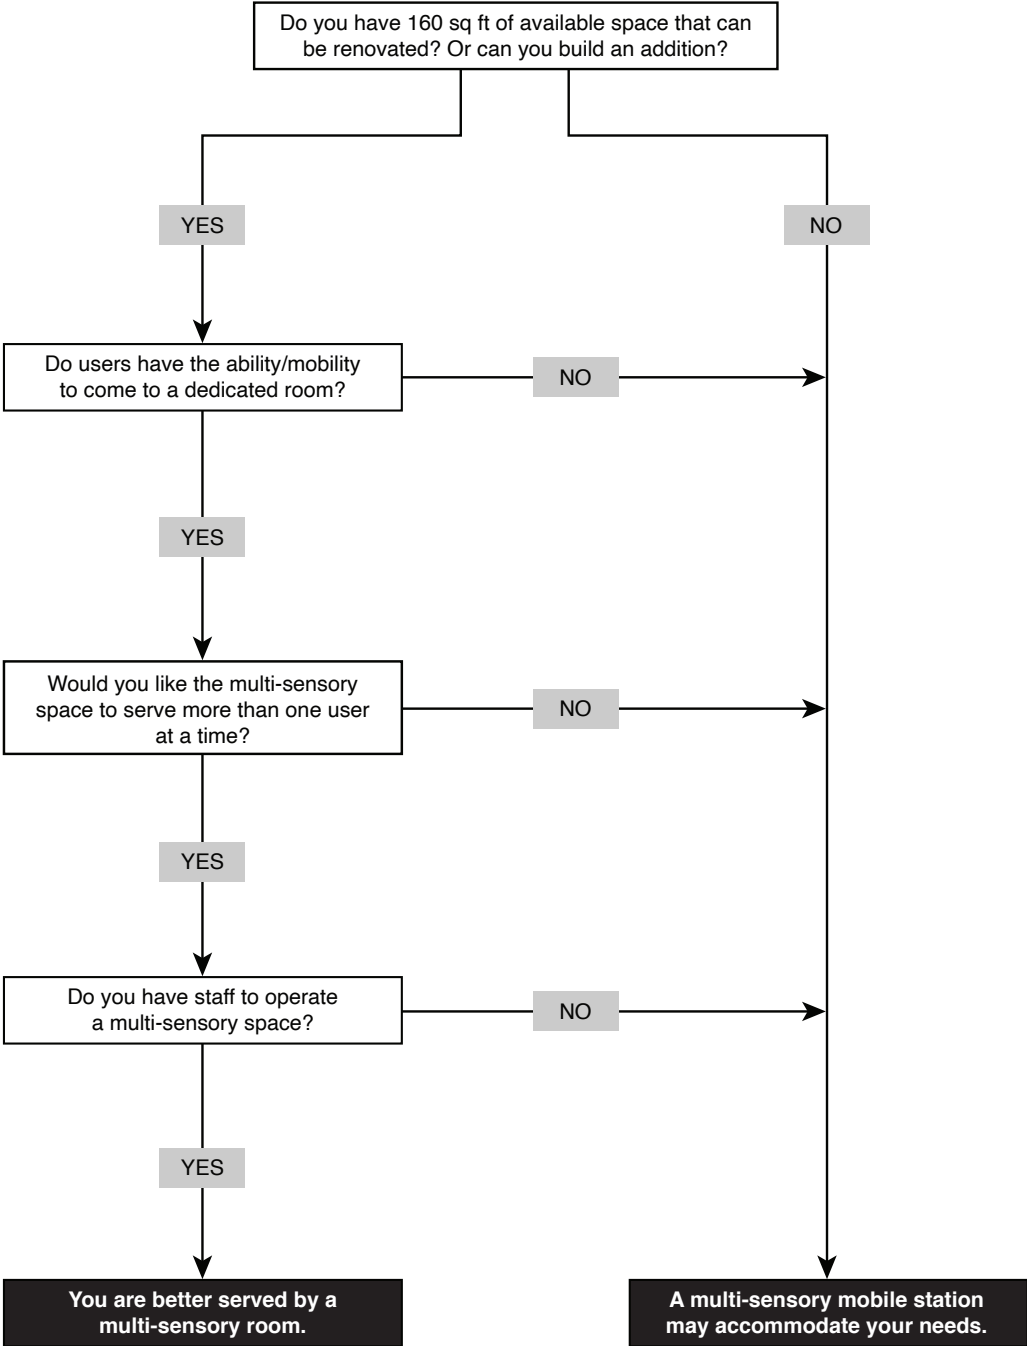 Do you have 160 sq ft of available space that can
be renovated? Or can you build an addition?
YES
NO
Do users have the ability/mobility
to come to a dedicated room?
NO
YES
Would you like the multi-sensory
space to serve more than one user
at a time?
NO
YES
Do you have staff to operate
a multi-sensory space?
NO
YES
You are better served by a
multi-sensory room.
A multi-sensory mobile station
may accommodate your needs.